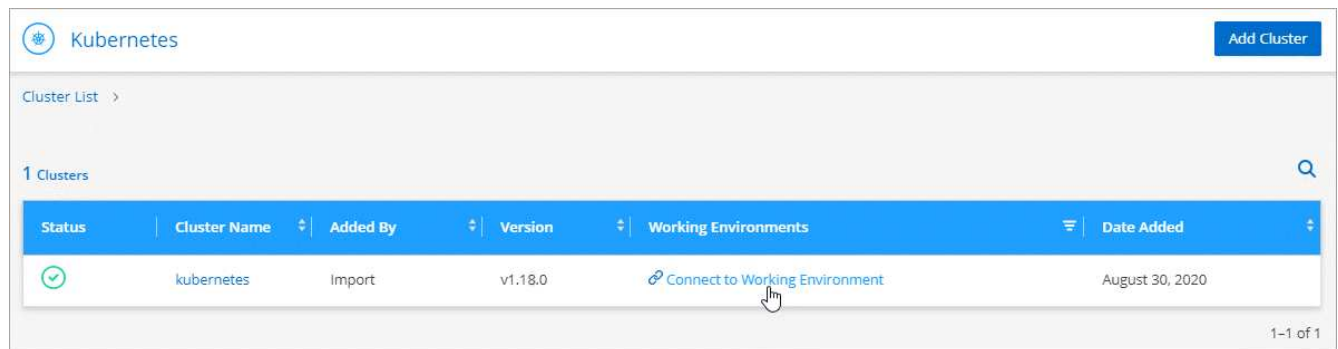 Kubernetes
Add Cluster
Cluster List >
1 Clusters
Status Cluster Name Added By Version Working Environments Date Added
kubernetes Import v1.18.0 Connect to Working Environment August 30, 2020
1–1 of 1